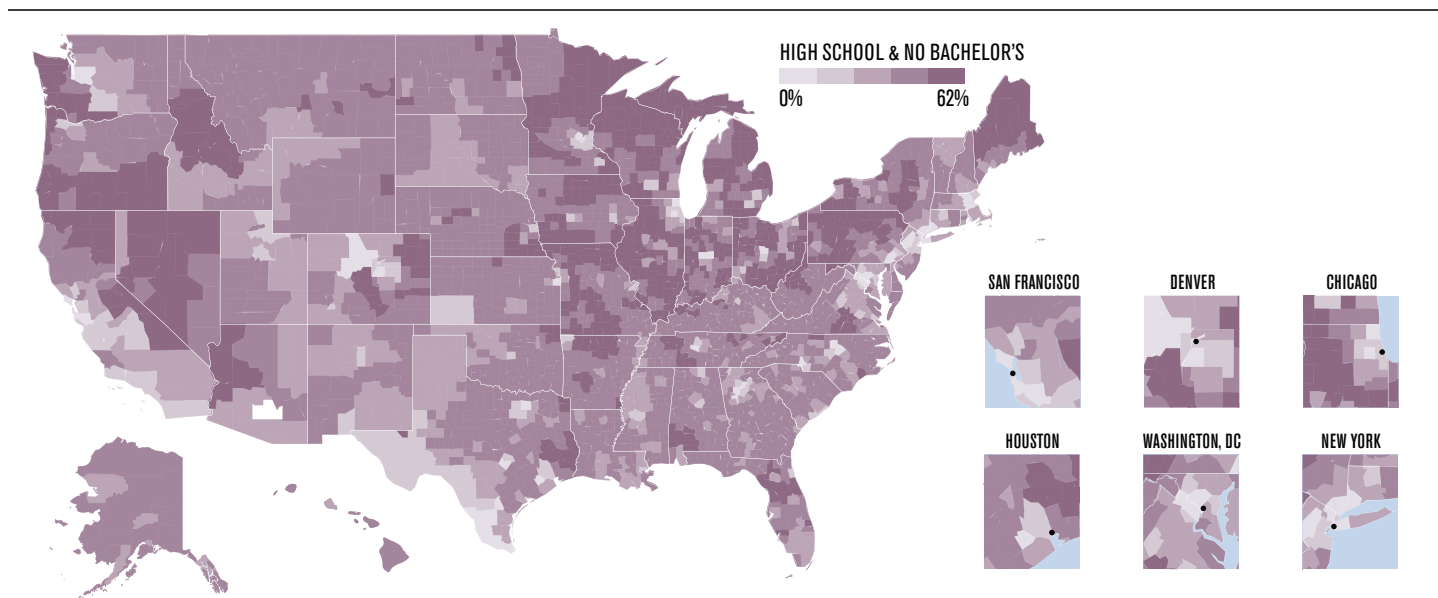 HIGH SCHOOL & NO BACHELOR'S
0% 62%
SAN FRANCISCO DENVER CHICAGO
HOUSTON WASHINGTON, DC NEW YORK